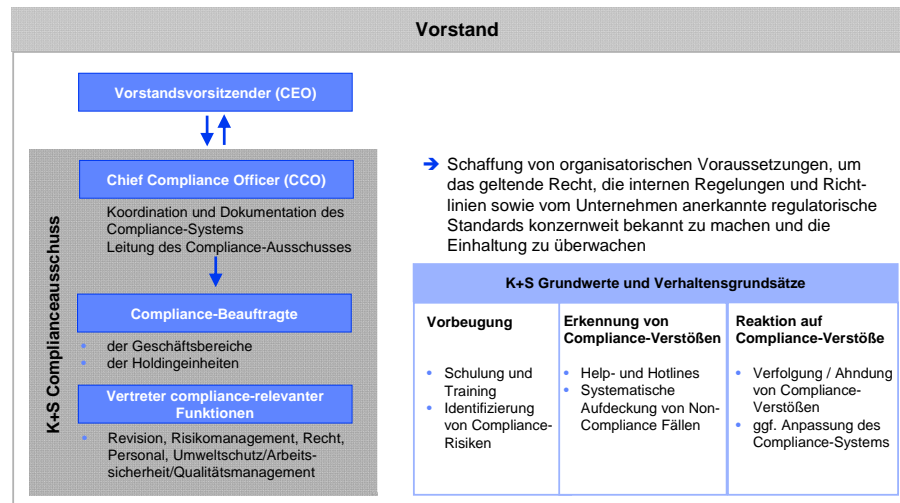 Vorstand
Vorstandsvorsitzender (CEO)
K+S Complianceausschuss
Chief Compliance Officer (CCO)
Koordination und Dokumentation des
Compliance-Systems
Leitung des Compliance-Ausschusses
Compliance-Beauftragte
• der Geschäftsbereiche
• der Holdingeinheiten
Vertreter compliance-relevanter
Funktionen
• Revision, Risikomanagement, Recht,
Personal, Umweltschutz/Arbeits-
sicherheit/Qualitätsmanagement
➔ Schaffung von organisatorischen Voraussetzungen, um
das geltende Recht, die internen Regelungen und Richt-
linien sowie vom Unternehmen anerkannte regulatorische
Standards konzernweit bekannt zu machen und die
Einhaltung zu überwachen
K+S Grundwerte und Verhaltensgrundsätze
Vorbeugung
• Schulung und
Training
• Identifizierung
von Compliance-
Risiken
Erkennung von
Compliance-Verstößen
• Help- und Hotlines
• Systematische
Aufdeckung von Non-
Compliance Fällen
Reaktion auf
Compliance-Verstöße
• Verfolgung / Ahndung
von Compliance-
Verstößen
• ggf. Anpassung des
Compliance-Systems